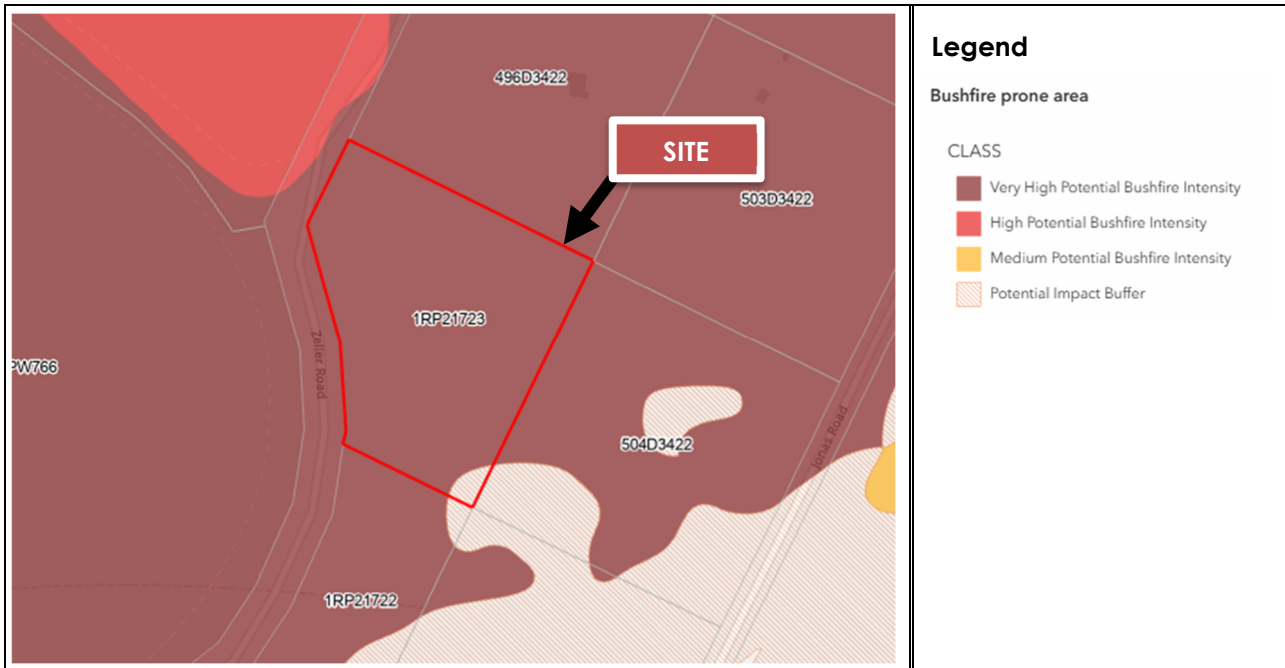 496D3422
SITE
503D3422
1RP21723
Zeller Road
PW766
504D3422
Jonas Road
1RP21722
Legend
Bushfire prone area
CLASS
Very High Potential Bushfire Intensity
High Potential Bushfire Intensity
Medium Potential Bushfire Intensity
Potential Impact Buffer